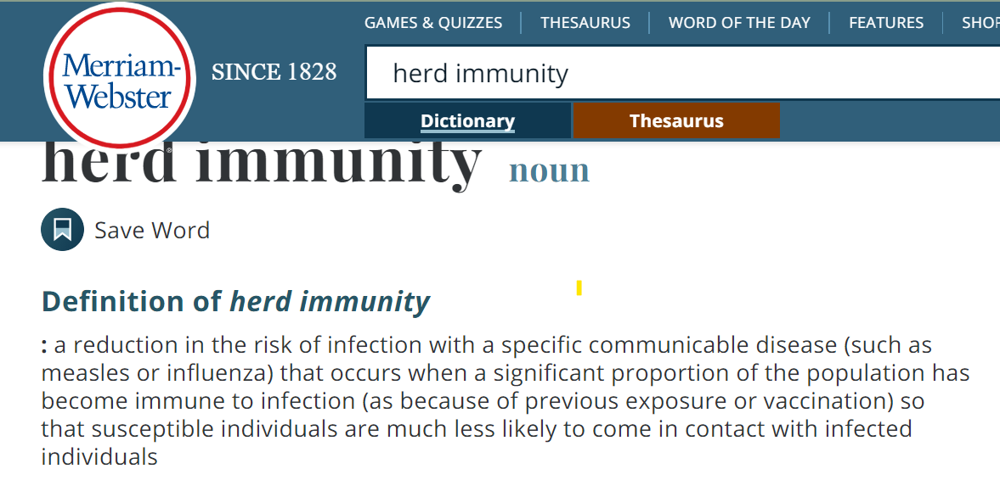 GAMES & QUIZZES THESAURUS WORD OF THE DAY FEATURES SHOP
Merriam-
Webster
®
SINCE 1828
herd immunity
Dictionary Thesaurus
herd immunity noun
Save Word
Definition of herd immunity
: a reduction in the risk of infection with a specific communicable disease (such as
measles or influenza) that occurs when a significant proportion of the population has
become immune to infection (as because of previous exposure or vaccination) so
that susceptible individuals are much less likely to come in contact with infected
individuals